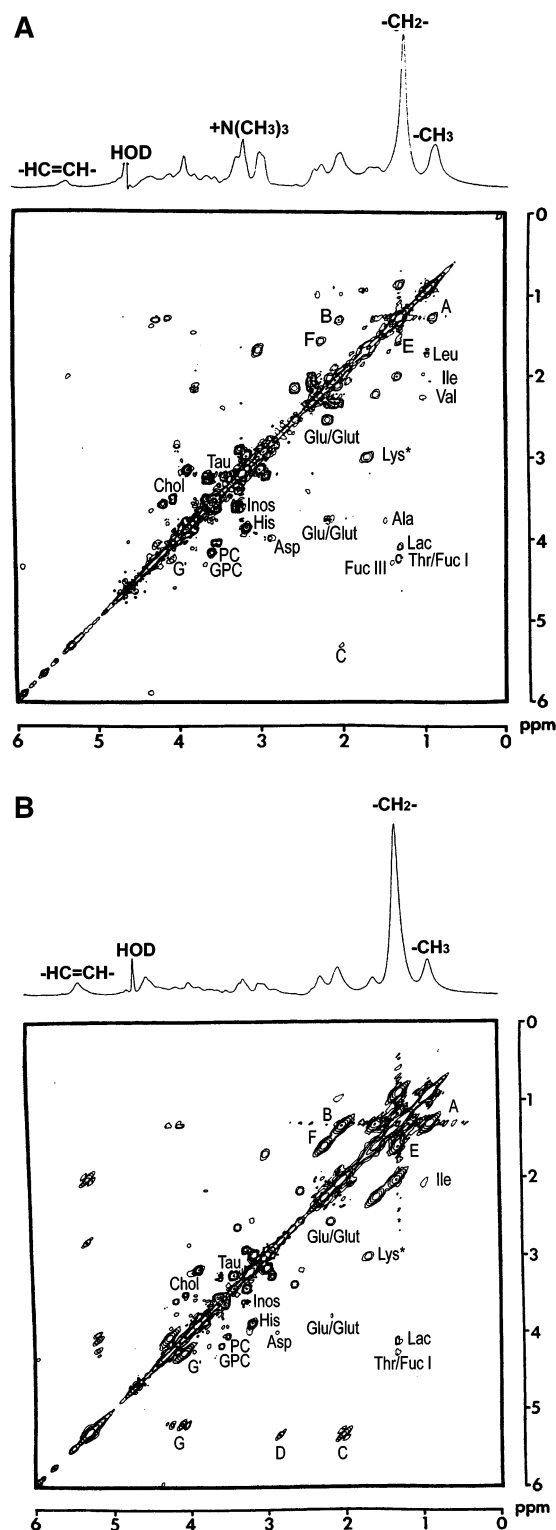 A
-CH2-
+N(CH3)3
-CH3
-HC=CH-
HOD
0
1
B
A
F
E
Leu
2
Ile
Val
Glu/Glut
Tau
Lys*
3
Chol
Inos
His
Glu/Glut
Ala
Asp
4
PC
Lac
G'
GPC
Fuc III
Thr/Fuc I
5
C
6
ppm
6 5 4 3 2 1 0
B
-CH2-
-HC=CH-
HOD
-CH3
0
1
B
A
F
E
2
Ile
Glu/Glut
Tau
Lys*
3
Chol
Inos
His
Glu/Glut
PC
Asp
Lac
4
GPC
G'
Thr/Fuc I
5
G
D
C
6
ppm
6 5 4 3 2 1 0